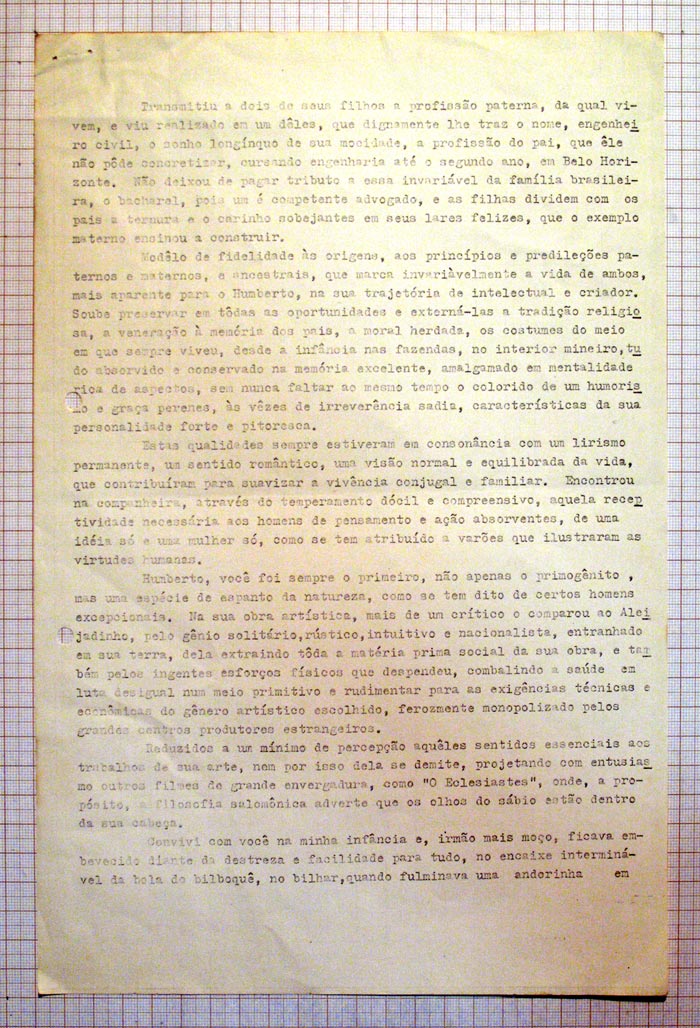 Transmitiu a dois de seus filhos a profissão paterna, da qual vi-
vem, e viu realizado em um dêles, que dignamente lhe traz o nome, engenhei
ro civil, o sonho longínquo de sua mocidade, a profissão do pai, que êle
não pôde concretizar, cursando engenharia até o segundo ano, em Belo Hori-
zonte. Não deixou de pagar tributo a essa invariável da família brasilei-
ra, o bacharel, pois um é competente advogado, e as filhas dividem com os
pais a ternura e o carinho sobejantes em seus lares felizes, que o exemplo
materno ensinou a construir.
Modêlo de fidelidade às origens, aos princípios e predileções pa-
ternos e maternos, e ancestrais, que marca invariàvelmente a vida de ambos,
mais aparente para o Humberto, na sua trajetória de intelectual e criador.
Soube preservar em tôdas as oportunidades e externá-las a tradição religio
sa, a veneração à memória dos pais, a moral herdada, os costumes do meio
em que sempre viveu, desde a infância nas fazendas, no interior mineiro,tu
do absorvido e conservado na memória excelente, amalgamado em mentalidade
rica de aspectos, sem nunca faltar ao mesmo tempo o colorido de um humoris
mo e graça perenes, às vêzes de irreverência sadia, características da sua
personalidade forte e pitoresca.
Estas qualidades sempre estiveram em consonância com um lirismo
permanente, um sentido romântico, uma visão normal e equilibrada da vida,
que contribuíram para suavizar a vivência conjugal e familiar. Encontrou
na companheira, através do temperamento dócil e compreensivo, aquela recep
tividade necessária aos homens de pensamento e ação absorventes, de uma
idéia só e uma mulher só, como se tem atribuído a varões que ilustraram as
virtudes humanas.
Humberto, você foi sempre o primeiro, não apenas o primogênito ,
mas uma espécie de espanto da natureza, como se tem dito de certos homens
excepcionais. Na sua obra artística, mais de um crítico o comparou ao Alei
jadinho, pelo gênio solitário,rústico,intuitivo e nacionalista, entranhado
em sua terra, dela extraindo tôda a matéria prima social da sua obra, e tam
bém pelos ingentes esforços físicos que despendeu, combalindo a saúde em
luta desigual num meio primitivo e rudimentar para as exigências técnicas e
econômicas do gênero artístico escolhido, ferozmente monopolizado pelos
grandes centros produtores estrangeiros.
Reduzidos a um mínimo de percepção aquêles sentidos essenciais aos
trabalhos de sua arte, nem por isso dela se demite, projetando com entusias
mo outros filmes de grande envergadura, como "O Eclesiastes", onde, a pro-
pósito, a filosofia salomônica adverte que os olhos do sábio estão dentro
da sua cabeça.
Convivi com você na minha infância e, irmão mais moço, ficava em-
bevecido diante da destreza e facilidade para tudo, no encaixe interminá-
vel da bola do bilboquê, no bilhar,quando fulminava uma andorinha em